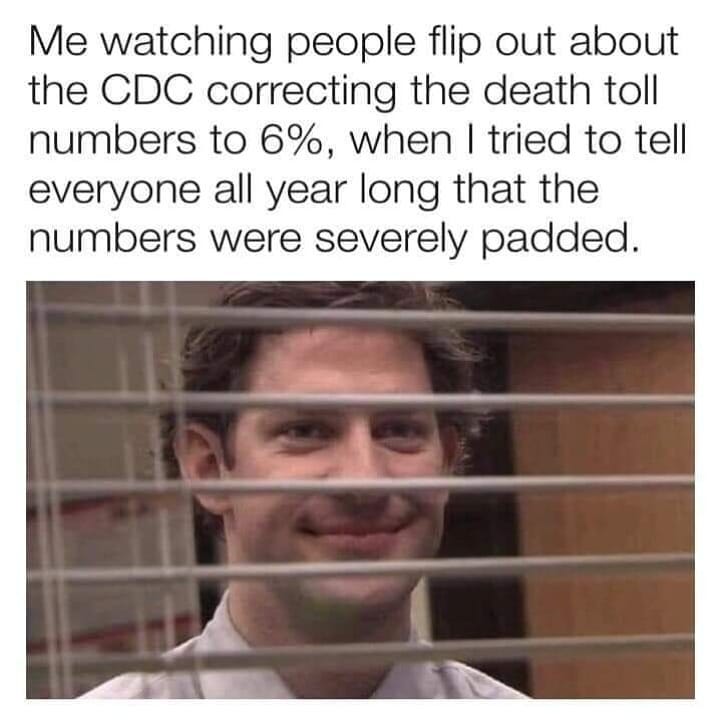 Me watching people flip out about
the CDC correcting the death toll
numbers to 6%, when I tried to tell
everyone all year long that the
numbers were severely padded.